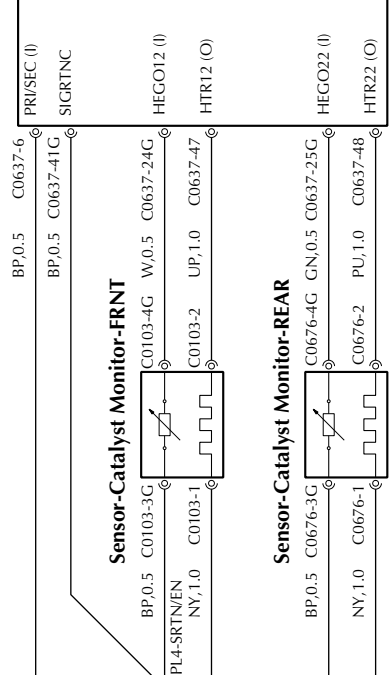 BP,0.5 C0637-6 PRI/SEC (I)
BP,0.5 C0637-41G SIGRTNC
Sensor-Catalyst Monitor-FRNT
BP,0.5 C0103-3G C0103-4G W,0.5 C0637-24G HEGO12 (I)
PL4-SRTN/EN
NY,1.0 C0103-1 C0103-2 UP,1.0 C0637-47 HTR12 (O)
Sensor-Catalyst Monitor-REAR
BP,0.5 C0676-3G C0676-4G GN,0.5 C0637-25G HEGO22 (I)
NY,1.0 C0676-1 C0676-2 PU,1.0 C0637-48 HTR22 (O)